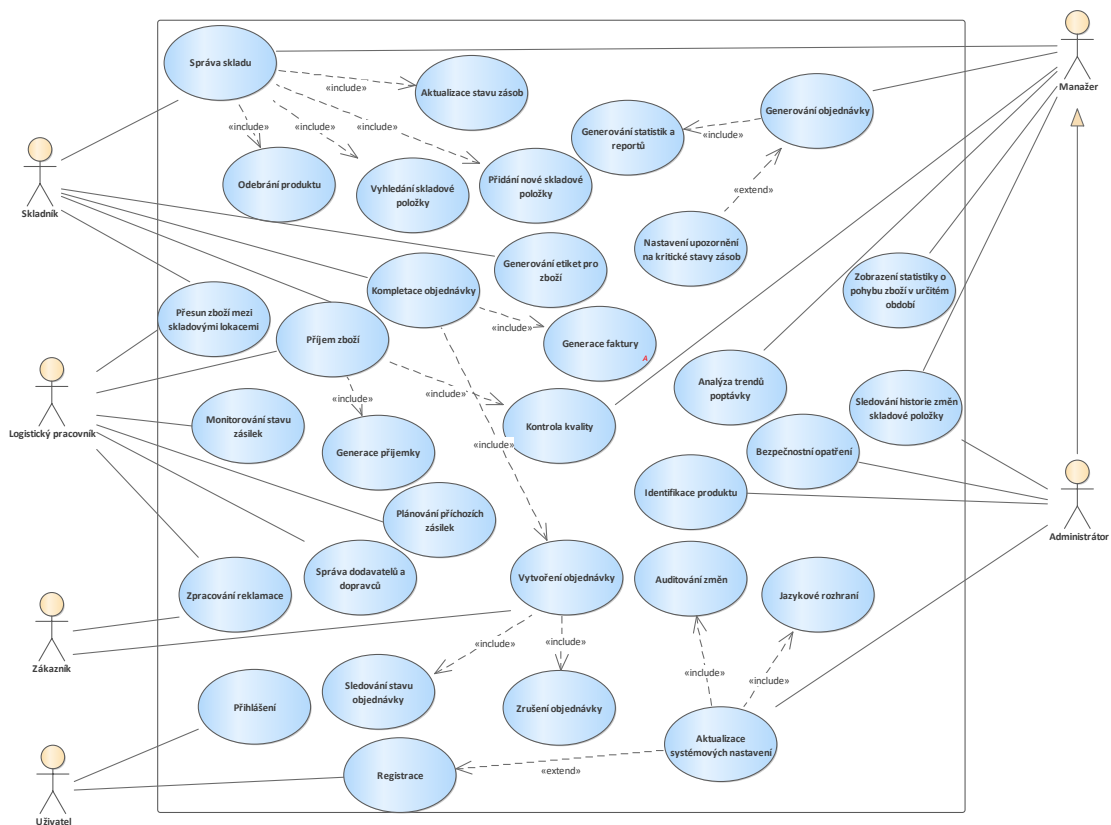 Správa skladu
«include»
Aktualizace stavu zásob
Manažer
Generování objednávky
«include»
«include»
«include»
Generování statistik a
reportů
«include»
Skladník
Odebrání produktu
Vyhledání skladové
položky
Přidání nové skladové
položky
«extend»
Nastavení upozornění
na kritické stavy zásob
Generování etiket pro
zboží
Kompletace objednávky
Zobrazení statistiky o
pohybu zboží v určitém
období
Přesun zboží mezi
skladovými lokacemi
Příjem zboží
«include»
Generace faktury
A
Logistický pracovník
«include»
«include»
Analýza trendů
poptávky
Sledování historie změn
skladové položky
Monitorování stavu
zásilek
Kontrola kvality
«include»
Generace příjemky
Bezpečnostní opatření
Identifikace produktu
Plánování příchozích
zásilek
Administrátor
Správa dodavatelů a
dopravců
Vytvoření objednávky
Auditování změn
Jazykové rozhraní
Zpracování reklamace
Zákazník
«include»
«include»
«include»
«include»
Sledování stavu
objednávky
Zrušení objednávky
Přihlášení
Aktualizace
systémových nastavení
Registrace
«extend»
Uživatel